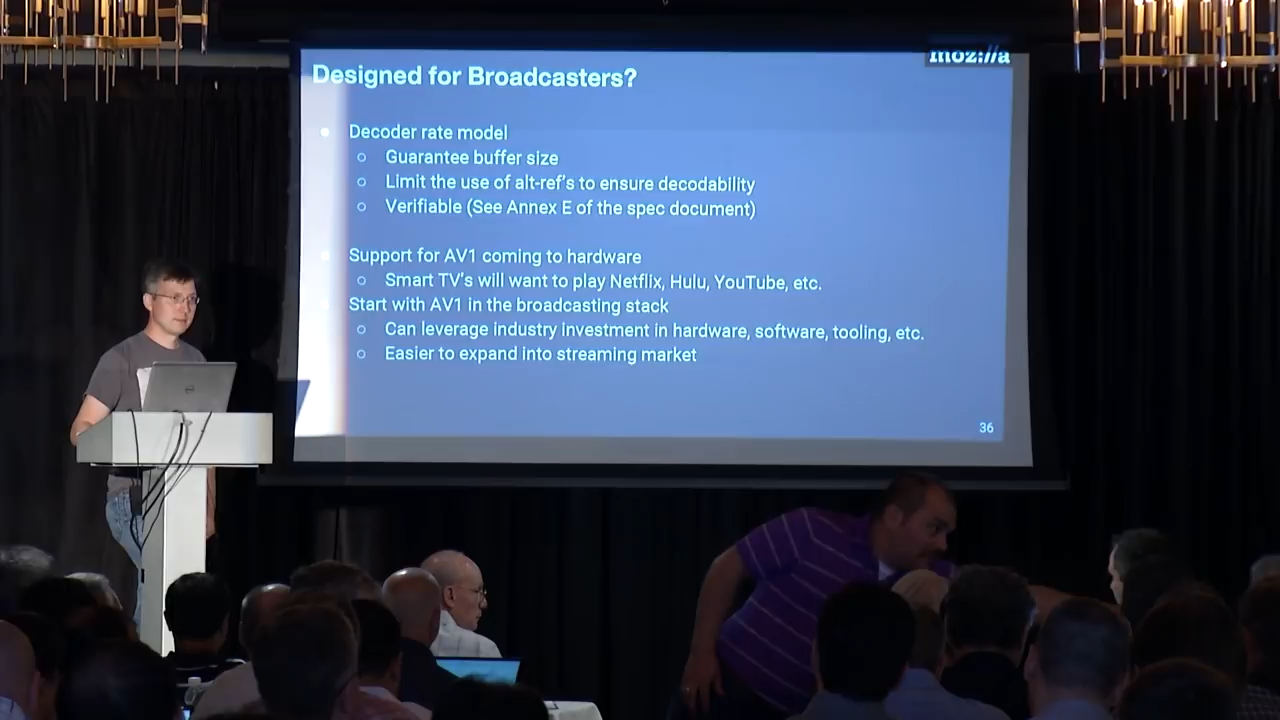 moz://a
Designed for Broadcasters?
Decoder rate model
Guarantee buffer size
Limit the use of alt-ref's to ensure decodability
Verifiable (See Annex E of the spec document)
Support for AV1 coming to hardware
Smart TV's will want to play Netflix, Hulu, YouTube, etc.
Start with AV1 in the broadcasting stack
Can leverage industry investment in hardware, software, tooling, etc.
Easier to expand into streaming market
36